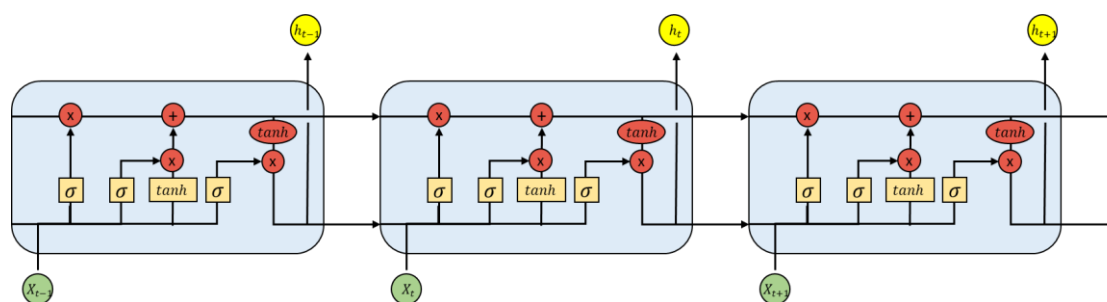 h_{t-1} h_t h_{t+1}
x + x + x +
tanh tanh tanh
x x x x x x
σ σ tanh σ σ σ tanh σ σ σ tanh σ
X_{t-1} X_t X_{t+1}